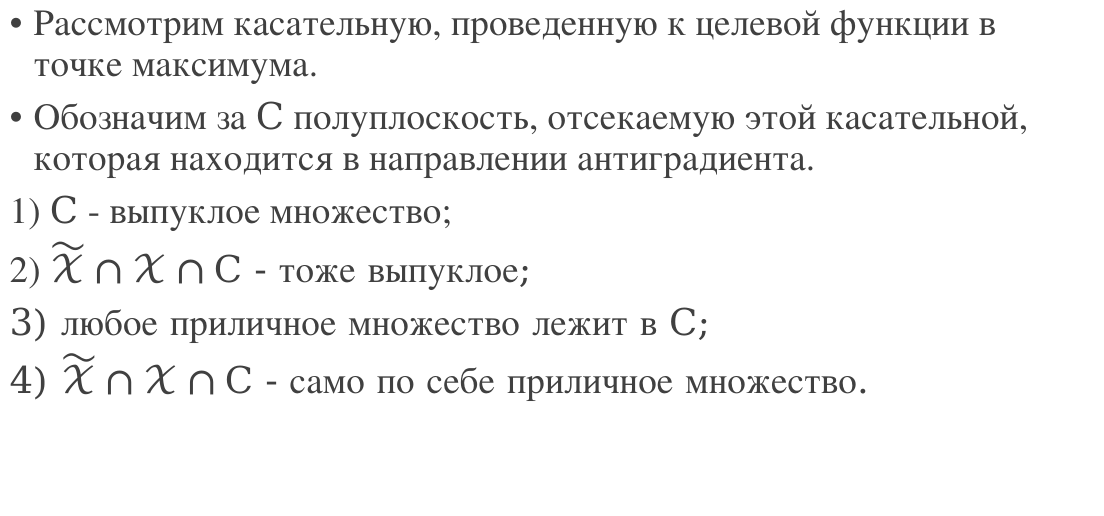 • Рассмотрим касательную, проведенную к целевой функции в
точке максимума.
• Обозначим за C полуплоскость, отсекаемую этой касательной,
которая находится в направлении антиградиента.
1) C - выпуклое множество;
2) 𝒳̃ ∩ 𝒳 ∩ C - тоже выпуклое;
3) любое приличное множество лежит в C;
4) 𝒳̃ ∩ 𝒳 ∩ C - само по себе приличное множество.